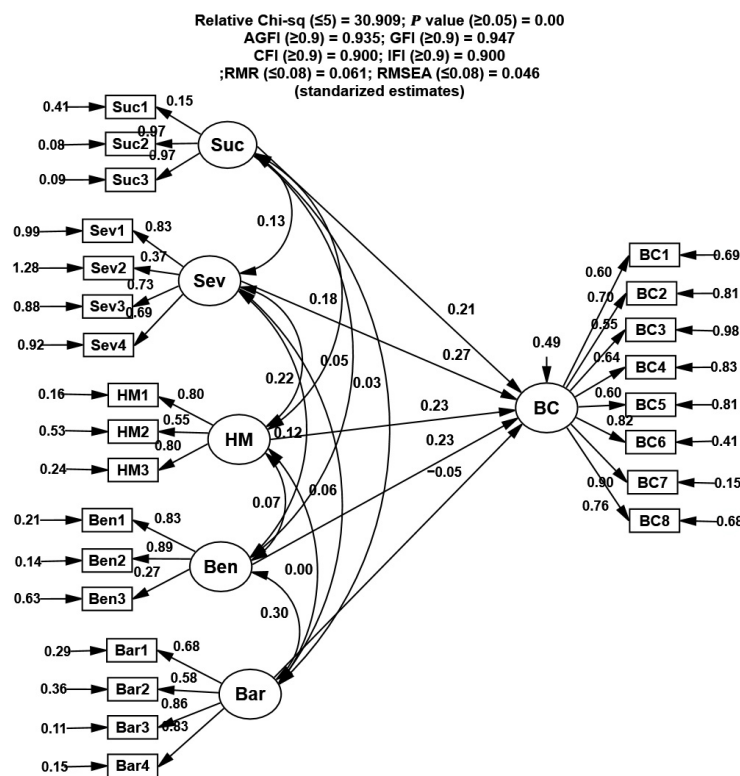 Relative Chi-sq (≤5) = 30.909; P value (≥0.05) = 0.00
AGFI (≥0.9) = 0.935; GFI (≥0.9) = 0.947
CFI (≥0.9) = 0.900; IFI (≥0.9) = 0.900
;RMR (≤0.08) = 0.061; RMSEA (≤0.08) = 0.046
(standarized estimates)
0.41 Suc1 0.15
0.08 Suc2 0.97
0.09 Suc3 0.97
Suc
0.13
0.99 Sev1 0.83
1.28 Sev2 0.37
0.88 Sev3 0.73
0.92 Sev4 0.69
Sev
0.18
0.21
0.27
0.05
0.03
0.22
0.16 HM1 0.80
0.53 HM2 0.55
0.24 HM3 0.80
HM
0.12
0.23
0.23
−0.05
0.07
0.06
0.21 Ben1 0.83
0.14 Ben2 0.89
0.63 Ben3 0.27
Ben
0.00
0.30
0.29 Bar1 0.68
0.36 Bar2 0.58
0.11 Bar3 0.86
0.15 Bar4 0.83
Bar
0.49
BC
0.60 BC1 0.69
0.70 BC2 0.81
0.55 BC3 0.98
0.64 BC4 0.83
0.60 BC5 0.81
0.82 BC6 0.41
0.90 BC7 0.15
0.76 BC8 0.68